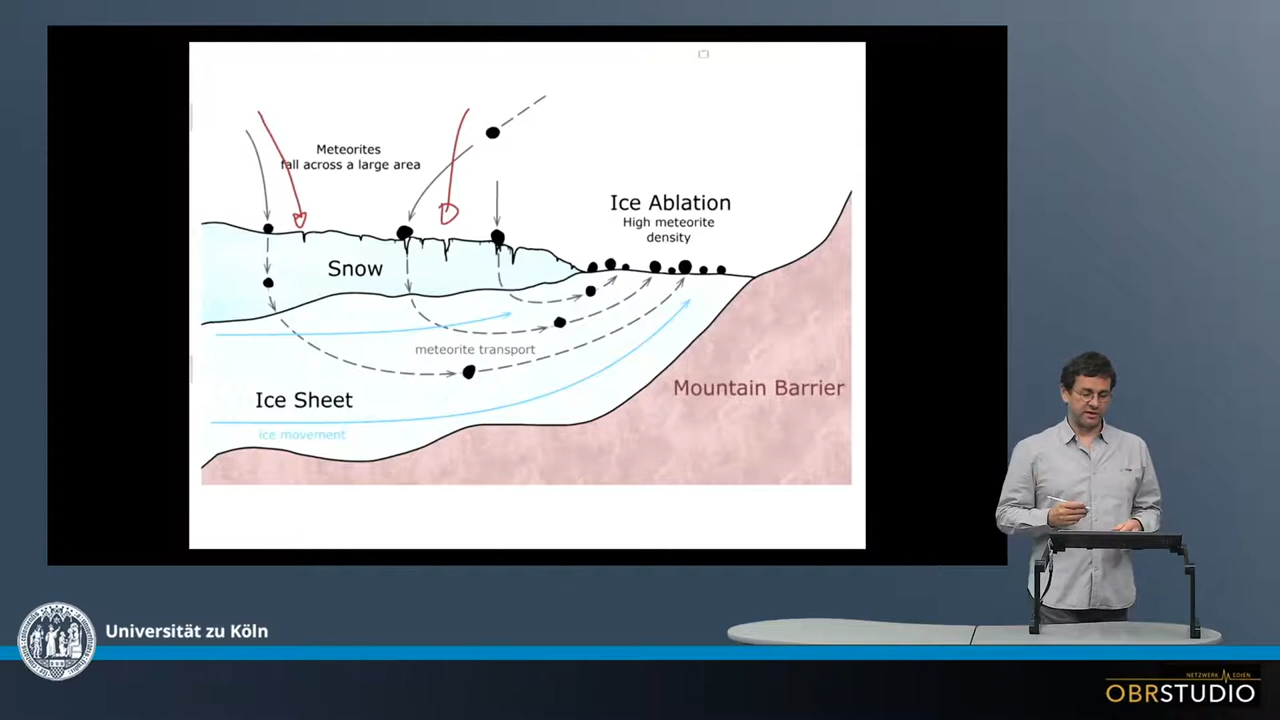 Meteorites
fall across a large area
Ice Ablation
High meteorite
density
Snow
meteorite transport
Mountain Barrier
Ice Sheet
ice movement
Universität zu Köln
NETZWERK MEDIEN
OBRSTUDIO